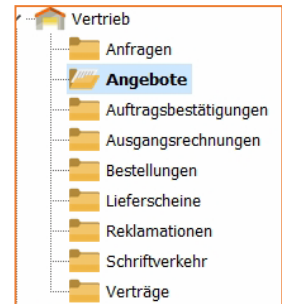 Vertrieb
Anfragen
Angebote
Auftragsbestätigungen
Ausgangsrechnungen
Bestellungen
Lieferscheine
Reklamationen
Schriftverkehr
Verträge